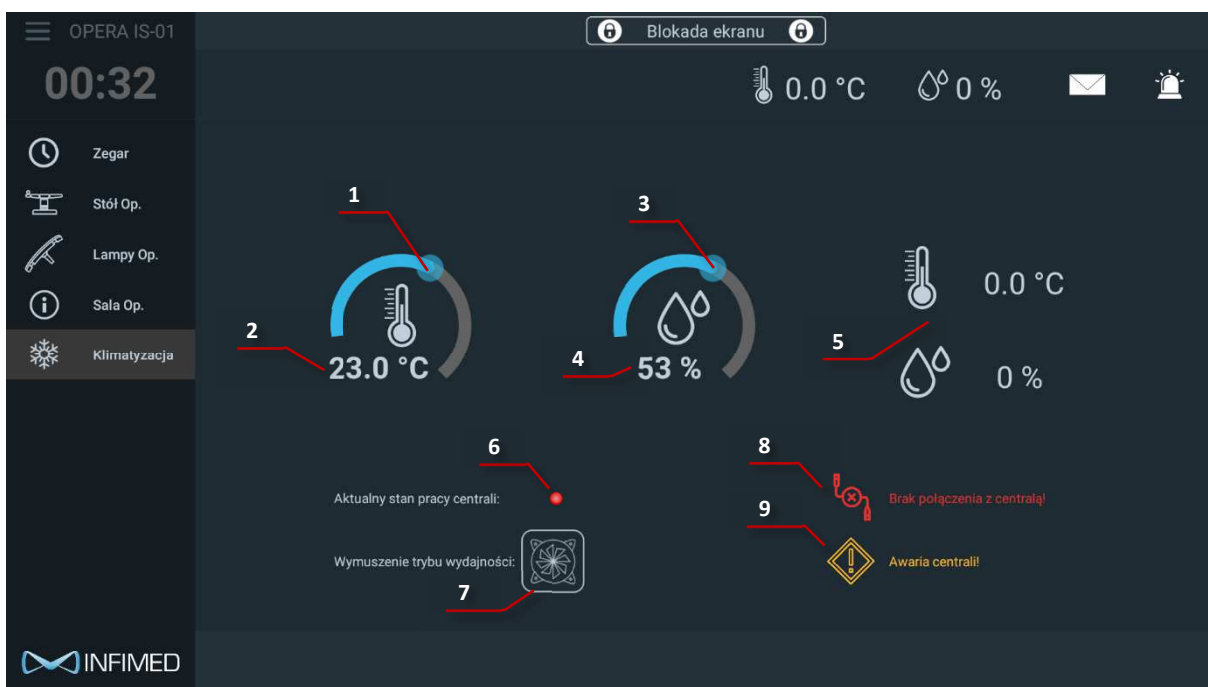 OPERA IS-01
Blokada ekranu
00:32
0.0 °C
0 %
Zegar
Stół Op.
Lampy Op.
Sala Op.
Klimatyzacja
1
3
2
23.0 °C
4
53 %
5
0.0 °C
0 %
6
Aktualny stan pracy centrali:
8
Brak połączenia z centralą!
Wymuszenie trybu wydajności:
7
9
Awaria centrali!
INFIMED